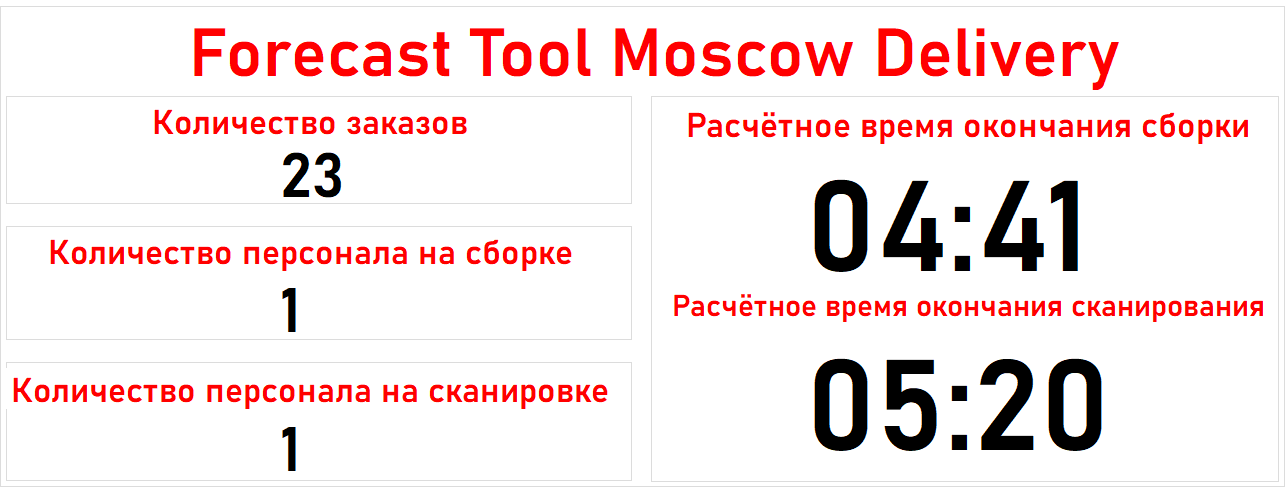 Forecast Tool Moscow Delivery
Количество заказов
23
Количество персонала на сборке
1
Количество персонала на сканировке
1
Расчётное время окончания сборки
04:41
Расчётное время окончания сканирования
05:20